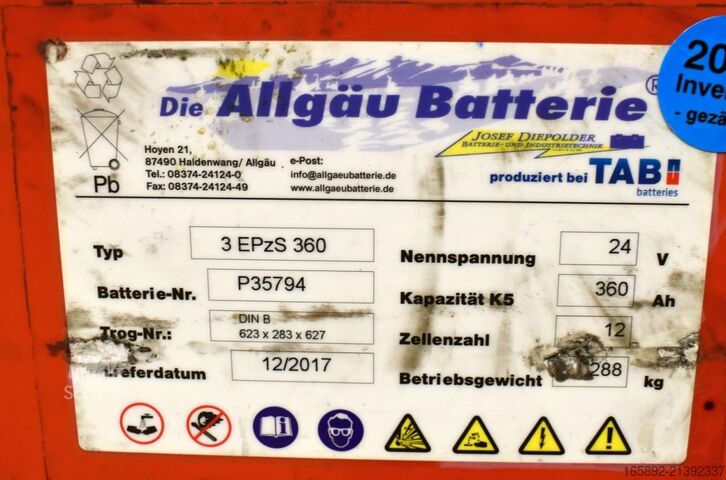 20
Inve
- gezä
Die Allgäu Batterie ®
JOSEF DIEPOLDER
BATTERIE- UND INDUSTRIETECHNIK
Hoyen 21,
87490 Haldenwang/ Allgäu
Tel.: 08374-24124-0
Fax: 08374-24124-49
e-Post:
info@allgaeubatterie.de
www.allgaeubatterie.de
produziert bei TAB
batteries
Pb
Typ 3 EPzS 360
Batterie-Nr. P35794
Trog-Nr.: DIN B
623 x 283 x 627
Lieferdatum 12/2017
Nennspannung 24 V
Kapazität K5 360 Ah
Zellenzahl 12
Betriebsgewicht 288 kg
165892-21392337